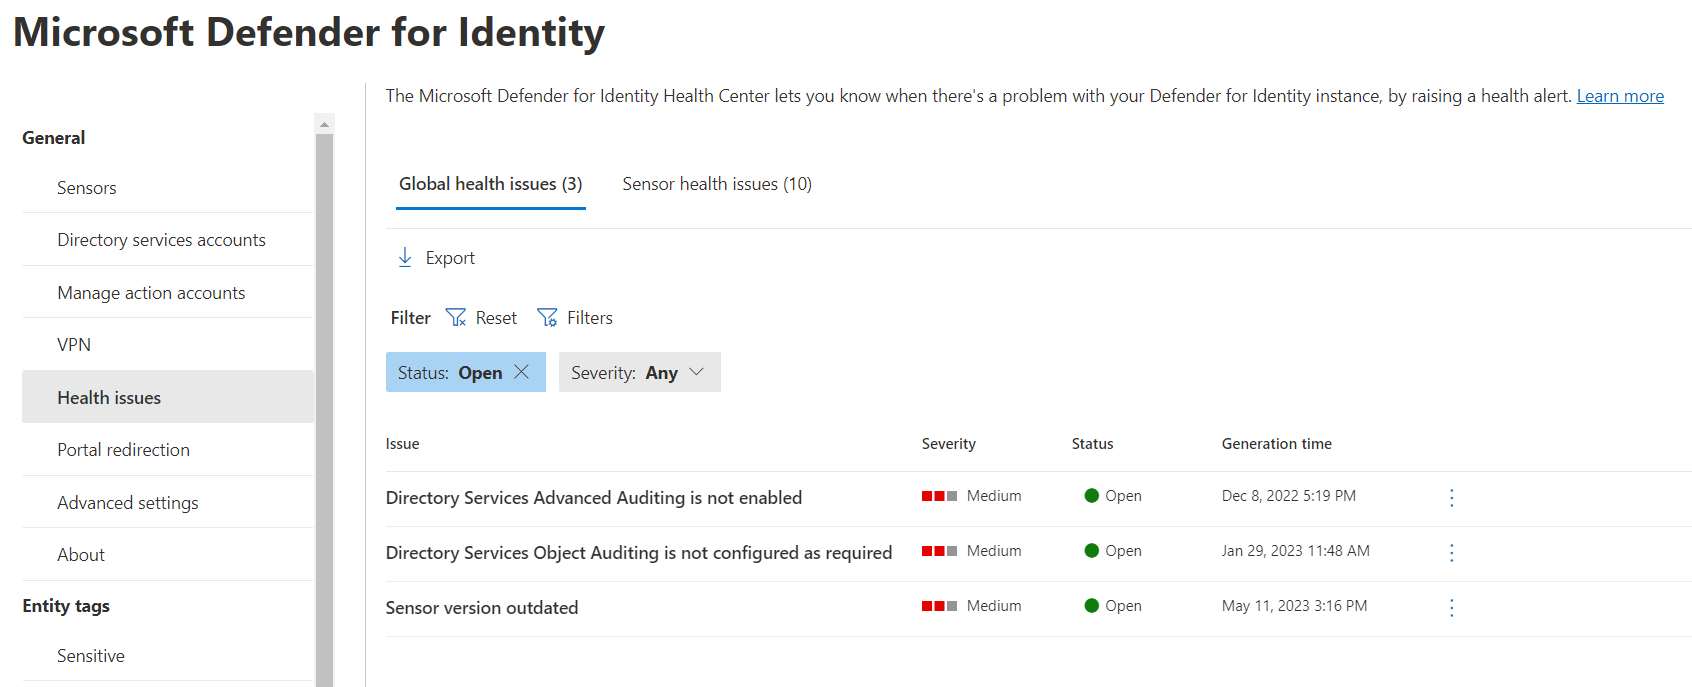 Microsoft Defender for Identity
General
Sensors
Directory services accounts
Manage action accounts
VPN
Health issues
Portal redirection
Advanced settings
About
Entity tags
Sensitive
The Microsoft Defender for Identity Health Center lets you know when there's a problem with your Defender for Identity instance, by raising a health alert. Learn more
Global health issues (3) Sensor health issues (10)
Export
Filter Reset Filters
Status: Open Severity: Any
Issue Severity Status Generation time
Directory Services Advanced Auditing is not enabled Medium Open Dec 8, 2022 5:19 PM
Directory Services Object Auditing is not configured as required Medium Open Jan 29, 2023 11:48 AM
Sensor version outdated Medium Open May 11, 2023 3:16 PM